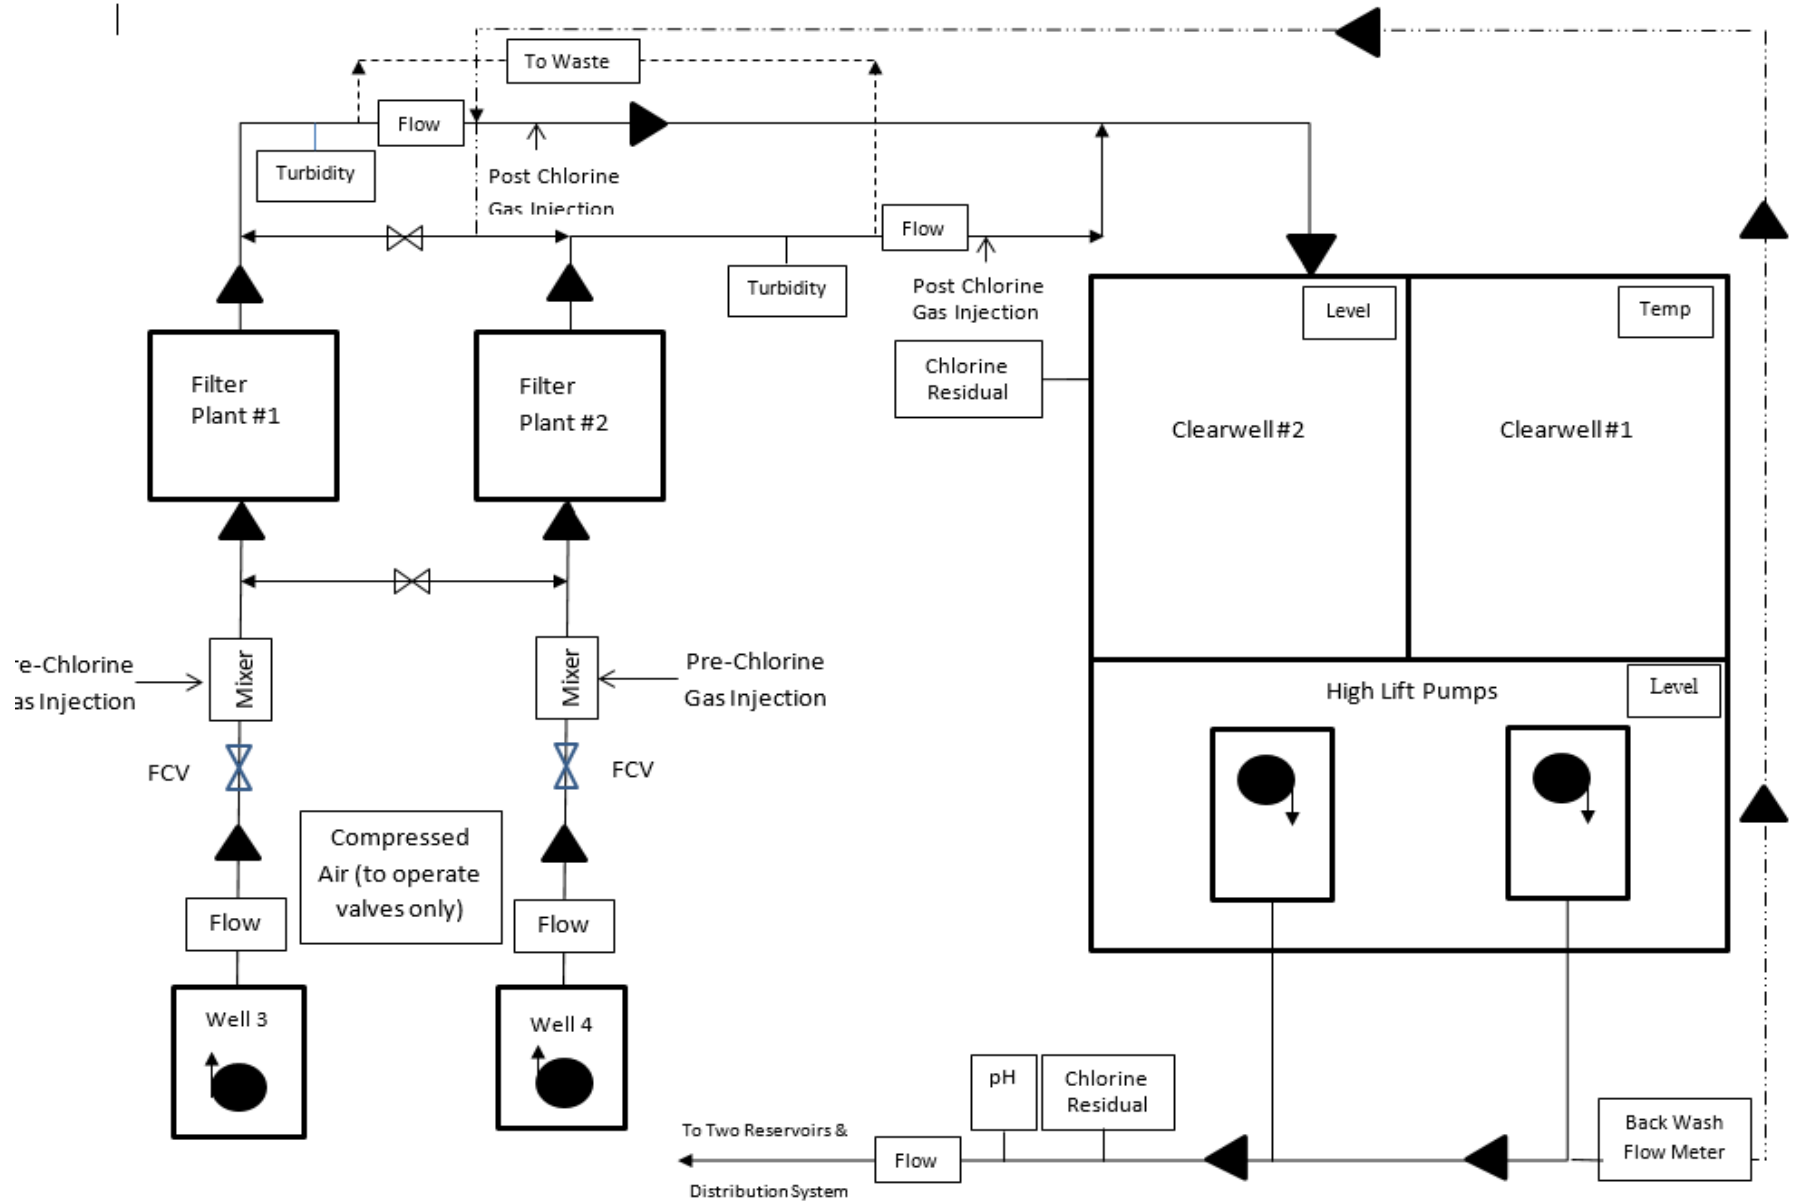 To Waste
Flow
Turbidity
Post Chlorine
Gas Injection
Flow
Turbidity
Post Chlorine
Gas Injection
Level
Temp
Chlorine
Residual
Filter
Plant #1
Filter
Plant #2
Clearwell #2
Clearwell #1
re-Chlorine
as Injection
Mixer
Mixer
Pre-Chlorine
Gas Injection
High Lift Pumps
Level
FCV
FCV
Compressed
Air (to operate
valves only)
Flow
Flow
Well 3
Well 4
pH
Chlorine
Residual
Back Wash
Flow Meter
To Two Reservoirs &
Flow
Distribution System